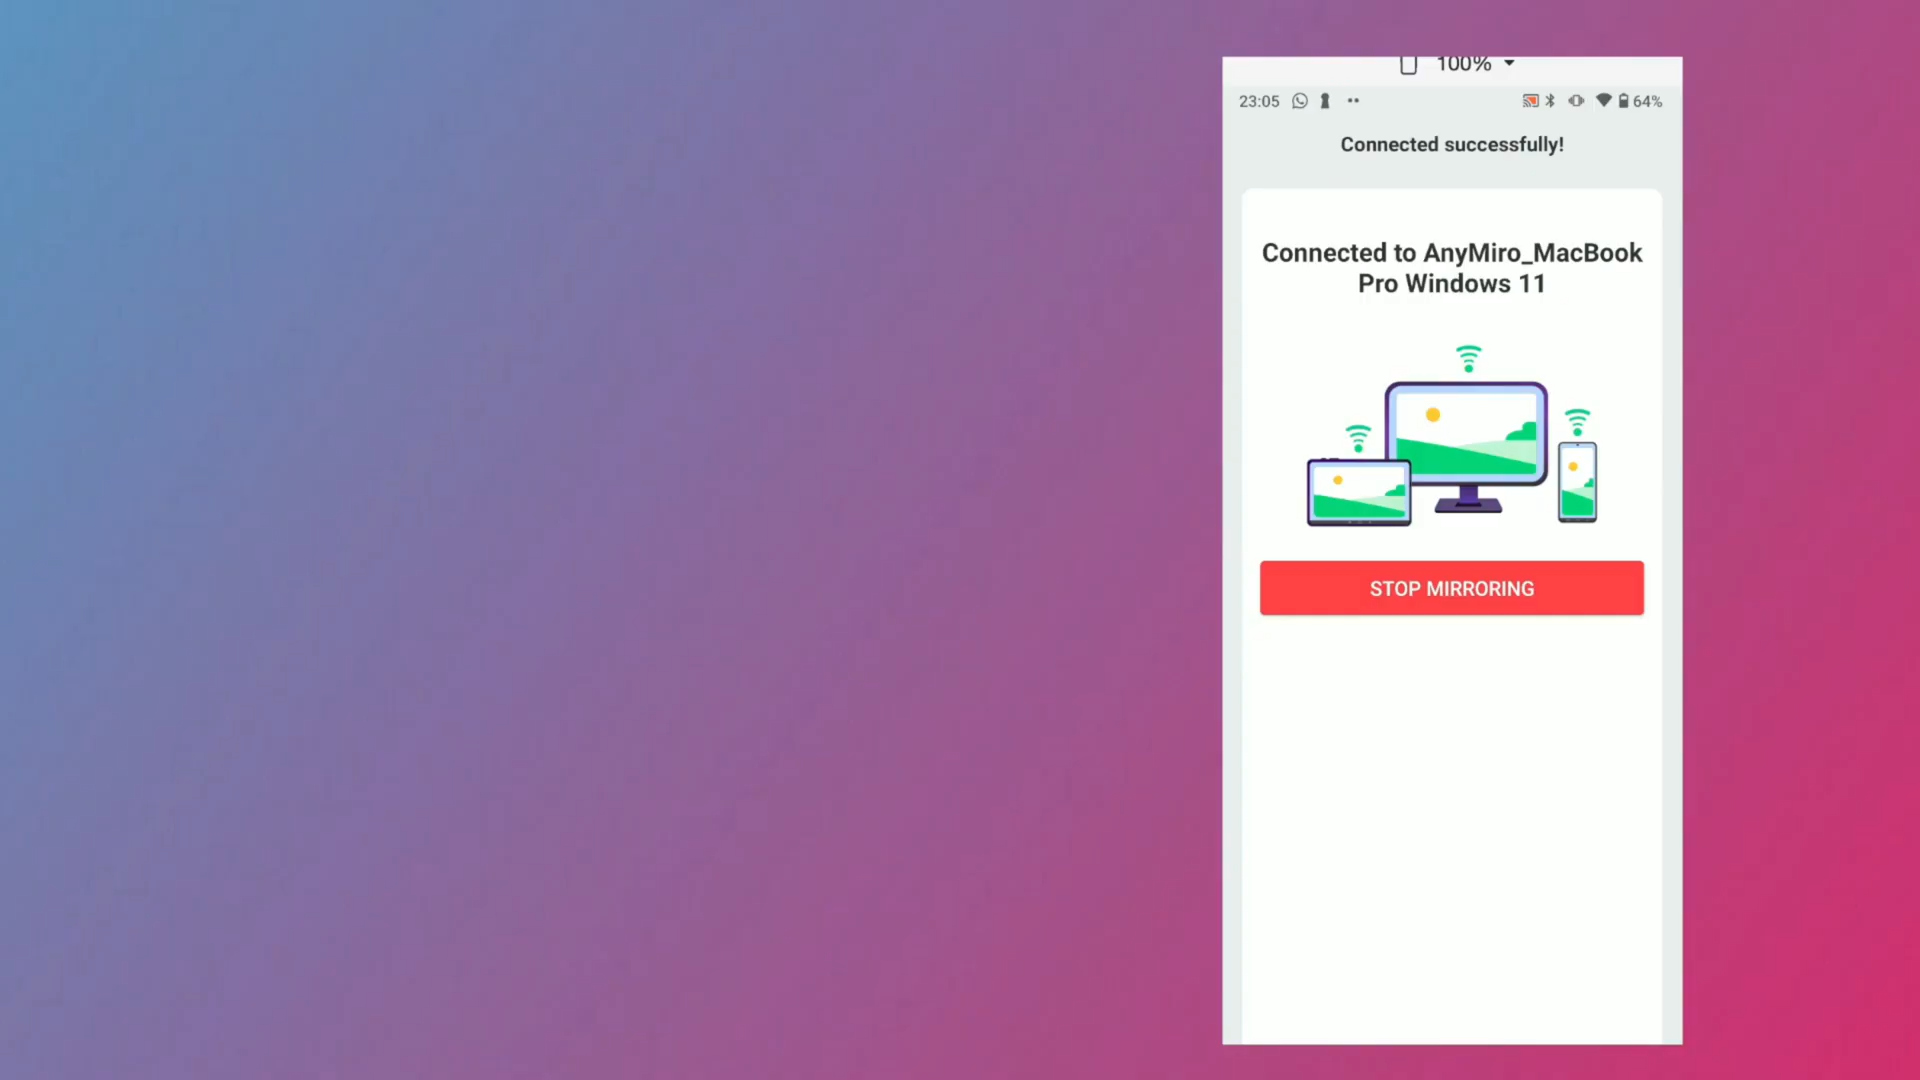 100%
23:05 64%
Connected successfully!
Connected to AnyMiro_MacBook
Pro Windows 11
STOP MIRRORING